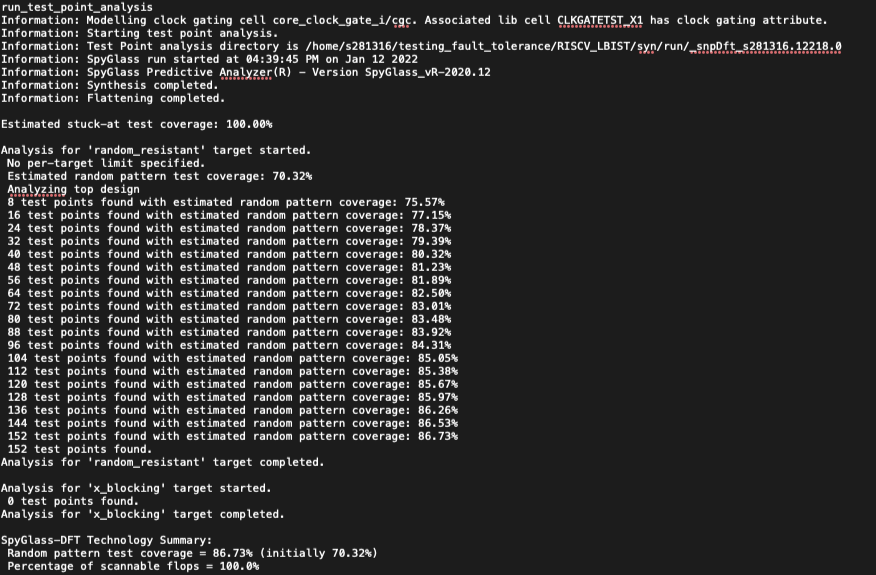 run_test_point_analysis
Information: Modelling clock gating cell core_clock_gate_i/cgc. Associated lib cell CLKGATETST_X1 has clock gating attribute.
Information: Starting test point analysis.
Information: Test Point analysis directory is /home/s281316/testing_fault_tolerance/RISCV_LBIST/syn/run/_snpDft_s281316.12218.0
Information: SpyGlass run started at 04:39:45 PM on Jan 12 2022
Information: SpyGlass Predictive Analyzer(R) - Version SpyGlass_vR-2020.12
Information: Synthesis completed.
Information: Flattening completed.
Estimated stuck-at test coverage: 100.00%
Analysis for 'random_resistant' target started.
No per-target limit specified.
Estimated random pattern test coverage: 70.32%
Analyzing top design
8 test points found with estimated random pattern coverage: 75.57%
16 test points found with estimated random pattern coverage: 77.15%
24 test points found with estimated random pattern coverage: 78.37%
32 test points found with estimated random pattern coverage: 79.39%
40 test points found with estimated random pattern coverage: 80.32%
48 test points found with estimated random pattern coverage: 81.23%
56 test points found with estimated random pattern coverage: 81.89%
64 test points found with estimated random pattern coverage: 82.50%
72 test points found with estimated random pattern coverage: 83.01%
80 test points found with estimated random pattern coverage: 83.48%
88 test points found with estimated random pattern coverage: 83.92%
96 test points found with estimated random pattern coverage: 84.31%
104 test points found with estimated random pattern coverage: 85.05%
112 test points found with estimated random pattern coverage: 85.38%
120 test points found with estimated random pattern coverage: 85.67%
128 test points found with estimated random pattern coverage: 85.97%
136 test points found with estimated random pattern coverage: 86.26%
144 test points found with estimated random pattern coverage: 86.53%
152 test points found with estimated random pattern coverage: 86.73%
152 test points found.
Analysis for 'random_resistant' target completed.
Analysis for 'x_blocking' target started.
0 test points found.
Analysis for 'x_blocking' target completed.
SpyGlass-DFT Technology Summary:
Random pattern test coverage = 86.73% (initially 70.32%)
Percentage of scannable flops = 100.0%